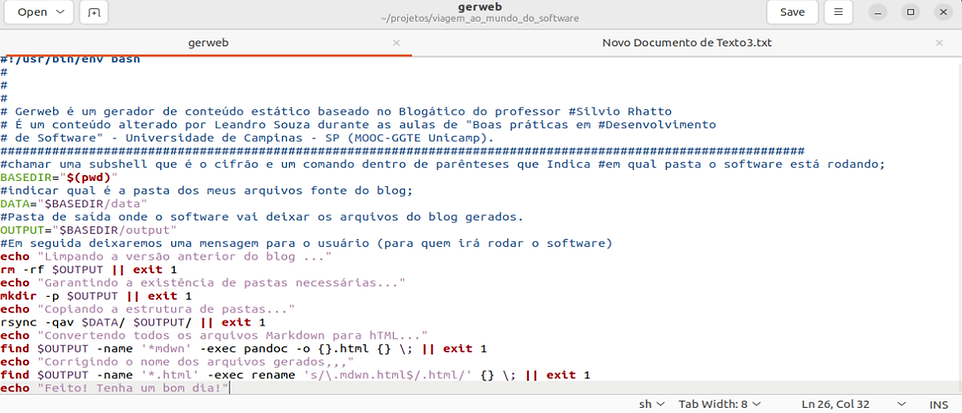 Open
gerweb
~/projetos/viagem_ao_mundo_do_software
Save
gerweb
Novo Documento de Texto3.txt
#!/usr/bin/env bash
#
#
#
# Gerweb é um gerador de conteúdo estático baseado no Blogático do professor #Silvio Rhatto
# É um conteúdo alterado por Leandro Souza durante as aulas de "Boas práticas em #Desenvolvimento
# de Software" - Universidade de Campinas - SP (MOOC-GGTE Unicamp).
####################################################################################################################
#chamar uma subshell que é o cifrão e um comando dentro de parênteses que Indica #em qual pasta o software está rodando;
BASEDIR="$(pwd)"
#indicar qual é a pasta dos meus arquivos fonte do blog;
DATA="$BASEDIR/data"
#Pasta de saída onde o software vai deixar os arquivos do blog gerados.
OUTPUT="$BASEDIR/output"
#Em seguida deixaremos uma mensagem para o usuário (para quem irá rodar o software)
echo "Limpando a versão anterior do blog ..."
rm -rf $OUTPUT || exit 1
echo "Garantindo a existência de pastas necessárias..."
mkdir -p $OUTPUT || exit 1
echo "Copiando a estrutura de pastas..."
rsync -qav $DATA/ $OUTPUT/ || exit 1
echo "Convertendo todos os arquivos Markdown para hTML..."
find $OUTPUT -name '*mdwn' -exec pandoc -o {}.html {} \; || exit 1
echo "Corrigindo o nome dos arquivos gerados,,,"
find $OUTPUT -name '*.html' -exec rename 's/\.mdwn.html$/.html/' {} \; || exit 1
echo "Feito! Tenha um bom dia!"
sh Tab Width: 8 Ln 26, Col 32 INS